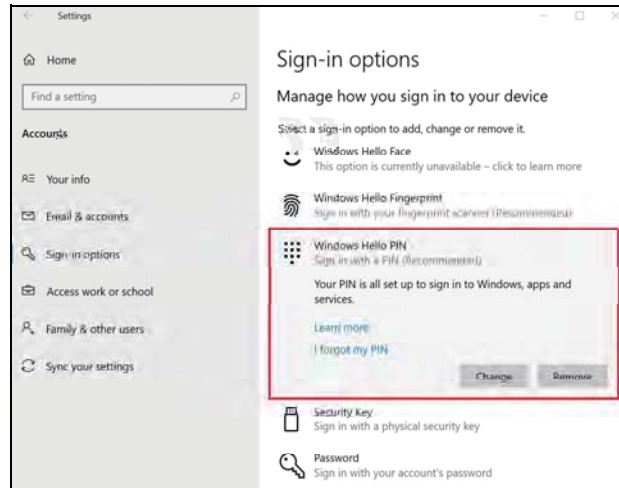 Settings
Home
Find a setting
Accounts
Your info
Email & accounts
Sign-in options
Access work or school
Family & other users
Sync your settings
Sign-in options
Manage how you sign in to your device
Select a sign-in option to add, change or remove it.
Windows Hello Face
This option is currently unavailable – click to learn more
Windows Hello Fingerprint
Sign in with your fingerprint scanner (Recommended)
Windows Hello PIN
Sign in with a PIN (Recommended)
Your PIN is all set up to sign in to Windows, apps and
services.
Learn more
I forgot my PIN
Change
Remove
Security Key
Sign in with a physical security key
Password
Sign in with your account's password